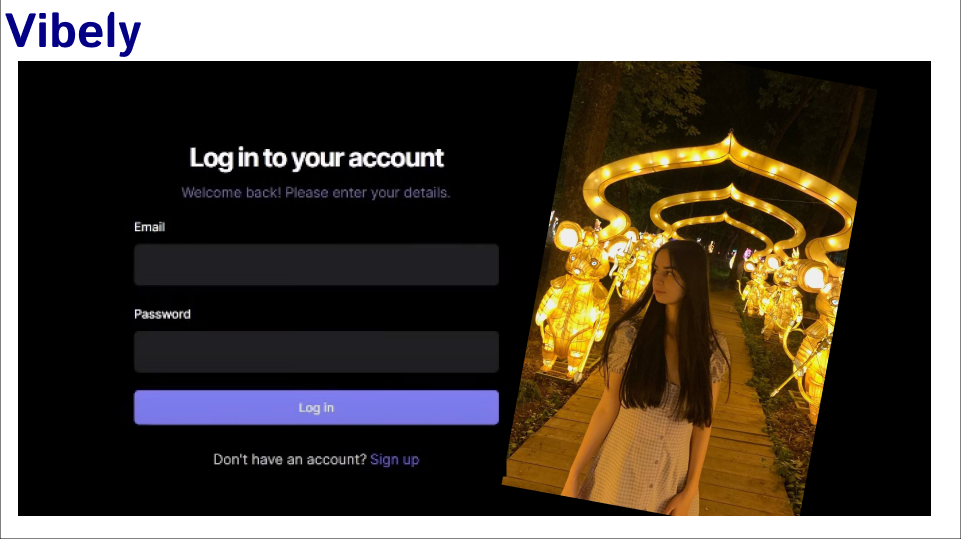 Vibely
Log in to your account
Welcome back! Please enter your details.
Email
Password
Log in
Don't have an account? Sign up